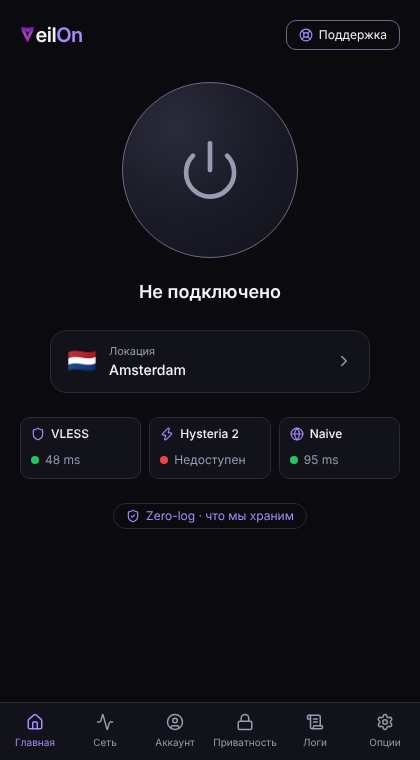 VeilOn
Поддержка
Не подключено
Локация
Amsterdam
VLESS
48 ms
Hysteria 2
Недоступен
Naive
95 ms
Zero-log · что мы храним
Главная
Сеть
Аккаунт
Приватность
Логи
Опции